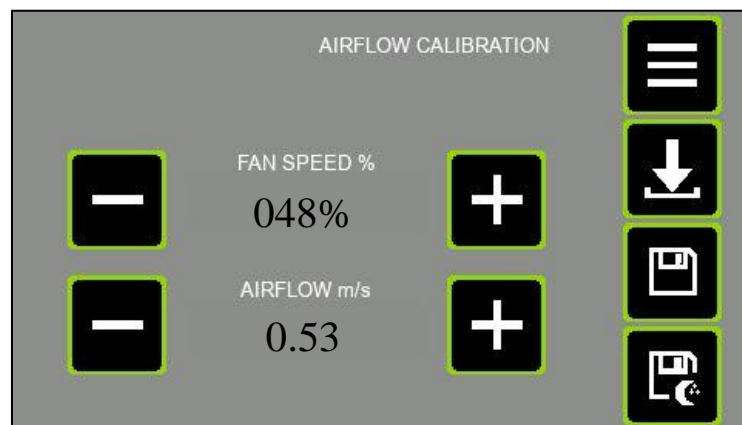 AIRFLOW CALIBRATION
FAN SPEED %
048%
AIRFLOW m/s
0.53